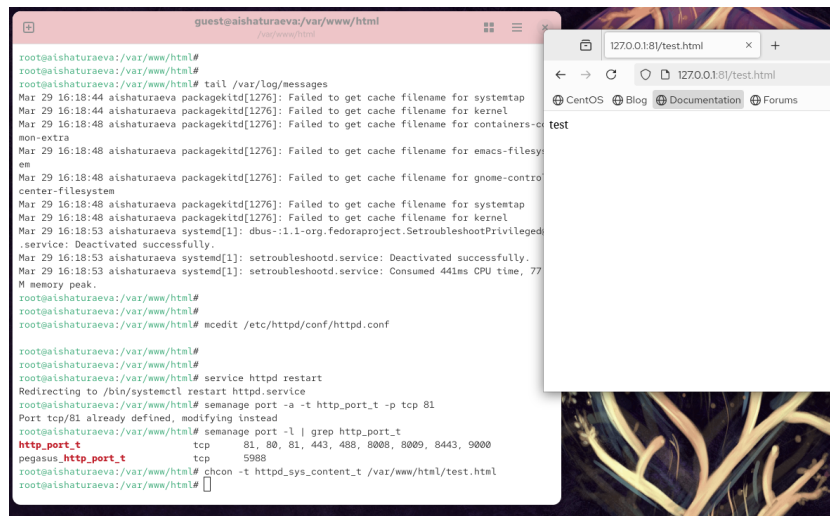 guest@aishaturaeva:/var/www/html
/var/www/html
root@aishaturaeva:/var/www/html#
root@aishaturaeva:/var/www/html#
root@aishaturaeva:/var/www/html# tail /var/log/messages
Mar 29 16:18:44 aishaturaeva packagekitd[1276]: Failed to get cache filename for systemtap
Mar 29 16:18:44 aishaturaeva packagekitd[1276]: Failed to get cache filename for kernel
Mar 29 16:18:48 aishaturaeva packagekitd[1276]: Failed to get cache filename for containers-co
mon-extra
Mar 29 16:18:48 aishaturaeva packagekitd[1276]: Failed to get cache filename for emacs-filesys
em
Mar 29 16:18:48 aishaturaeva packagekitd[1276]: Failed to get cache filename for gnome-control
center-filesystem
Mar 29 16:18:48 aishaturaeva packagekitd[1276]: Failed to get cache filename for systemtap
Mar 29 16:18:48 aishaturaeva packagekitd[1276]: Failed to get cache filename for kernel
Mar 29 16:18:53 aishaturaeva systemd[1]: dbus-:1.1-org.fedoraproject.SetroubleshootPrivileged@
.service: Deactivated successfully.
Mar 29 16:18:53 aishaturaeva systemd[1]: setroubleshootd.service: Deactivated successfully.
Mar 29 16:18:53 aishaturaeva systemd[1]: setroubleshootd.service: Consumed 441ms CPU time, 77
M memory peak.
root@aishaturaeva:/var/www/html#
root@aishaturaeva:/var/www/html#
root@aishaturaeva:/var/www/html# mcedit /etc/httpd/conf/httpd.conf
root@aishaturaeva:/var/www/html#
root@aishaturaeva:/var/www/html#
root@aishaturaeva:/var/www/html# service httpd restart
Redirecting to /bin/systemctl restart httpd.service
root@aishaturaeva:/var/www/html# semanage port -a -t http_port_t -p tcp 81
Port tcp/81 already defined, modifying instead
root@aishaturaeva:/var/www/html# semanage port -l | grep http_port_t
http_port_t tcp 81, 80, 81, 443, 488, 8008, 8009, 8443, 9000
pegasus_http_port_t tcp 5988
root@aishaturaeva:/var/www/html# chcon -t httpd_sys_content_t /var/www/html/test.html
root@aishaturaeva:/var/www/html#
127.0.0.1:81/test.html
127.0.0.1:81/test.html
CentOS Blog Documentation Forums
test